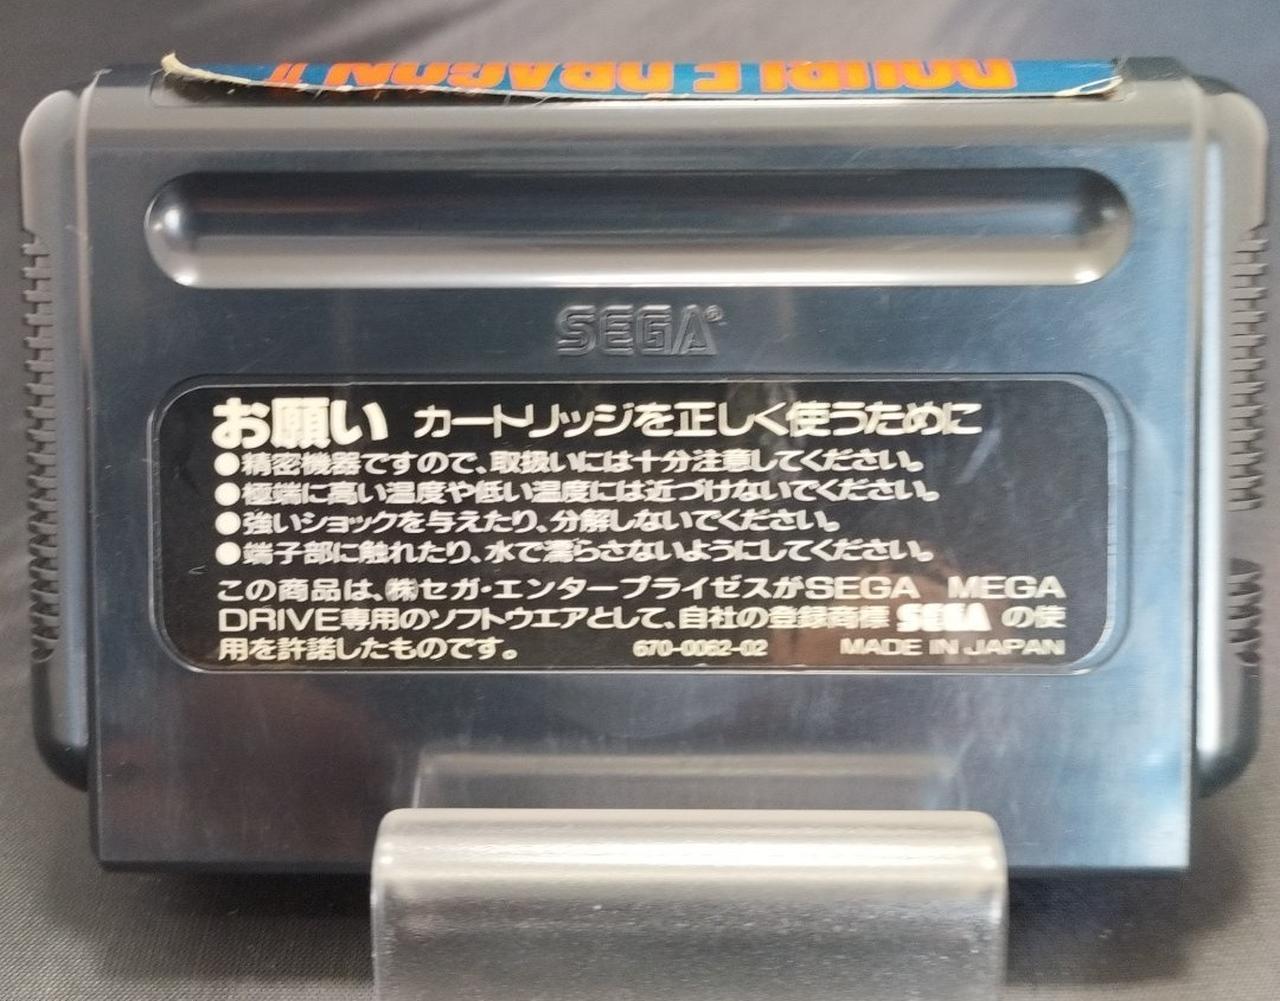 DOUBLE DRAGON II
SEGA®
お願い カートリッジを正しく使うために
●精密機器ですので、取扱いには十分注意してください。
●極端に高い温度や低い温度には近づけないでください。
●強いショックを与えたり、分解しないでください。
●端子部に触れたり、水で濡らさないようにしてください。
この商品は、㈱セガ・エンタープライゼスがSEGA MEGA
DRIVE専用のソフトウエアとして、自社の登録商標 SEGA の使
用を許諾したものです。 670-0062-02 MADE IN JAPAN